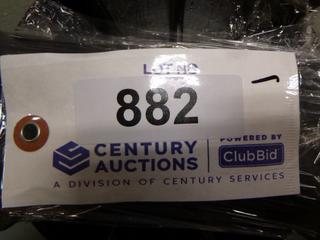 LOT NO
882
CENTURY
AUCTIONS
POWERED BY
ClubBid
A DIVISION OF CENTURY SERVICES